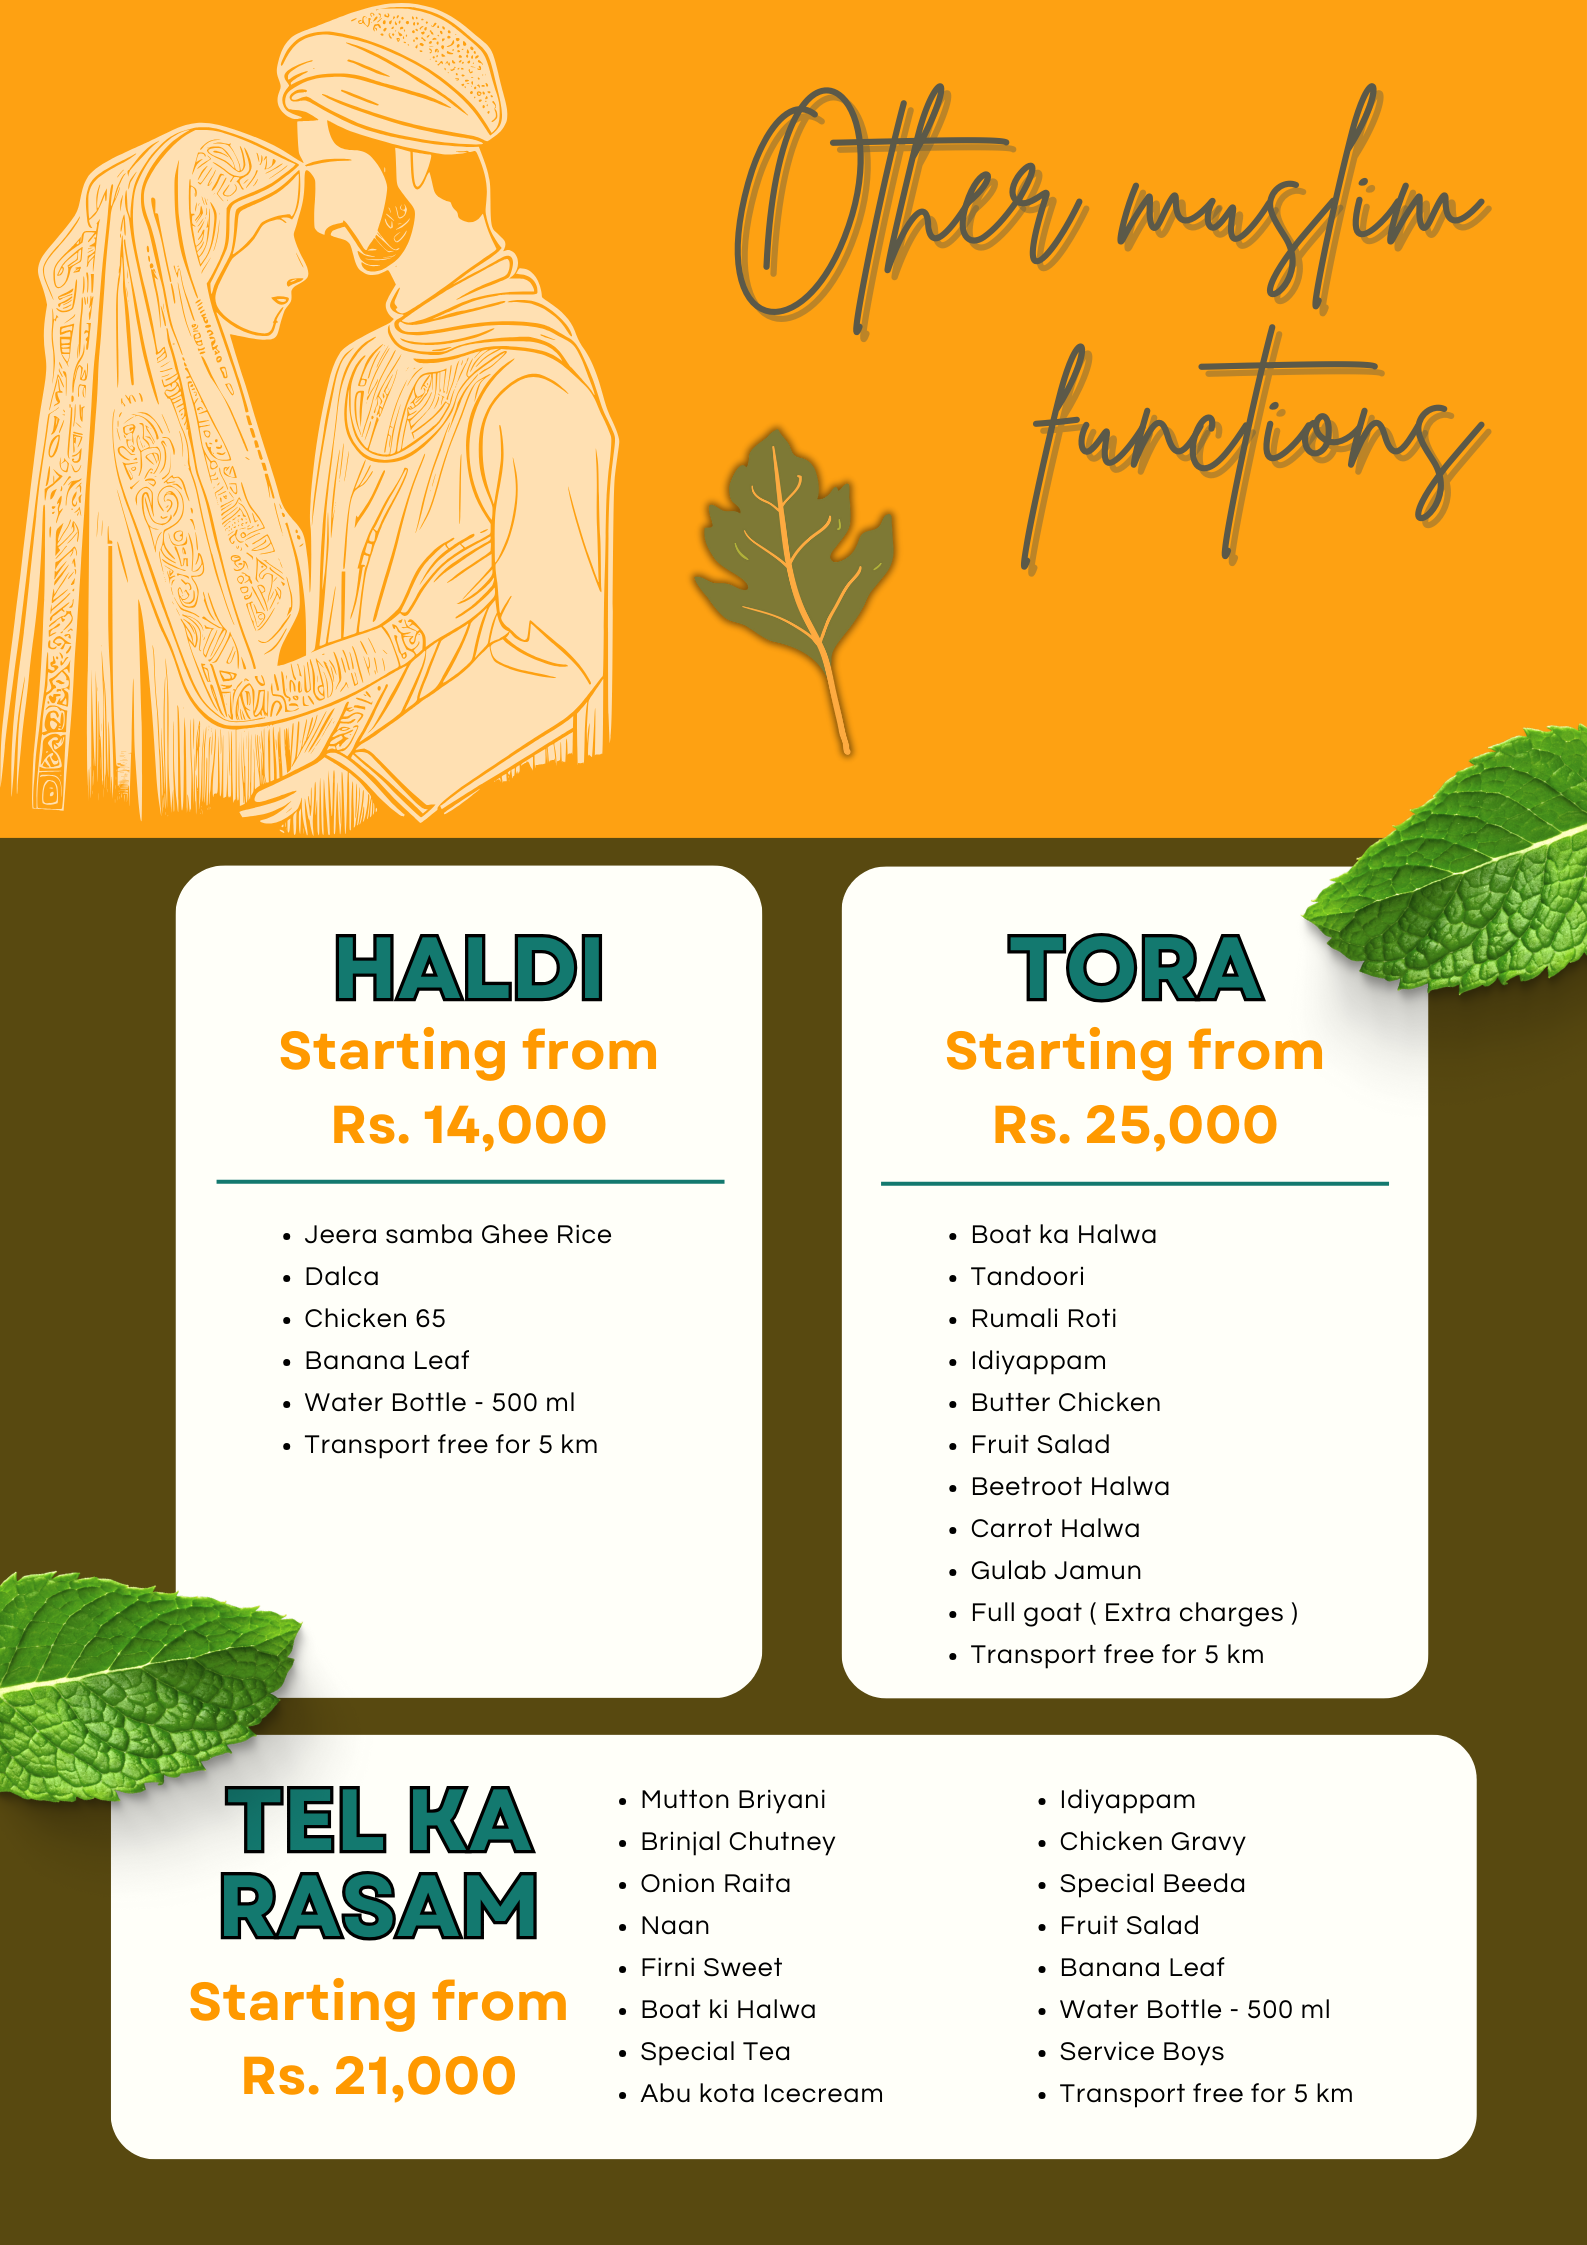 Other muslim
functions
HALDI
Starting from
Rs. 14,000
• Jeera samba Ghee Rice
• Dalca
• Chicken 65
• Banana Leaf
• Water Bottle - 500 ml
• Transport free for 5 km
TORA
Starting from
Rs. 25,000
• Boat ka Halwa
• Tandoori
• Rumali Roti
• Idiyappam
• Butter Chicken
• Fruit Salad
• Beetroot Halwa
• Carrot Halwa
• Gulab Jamun
• Full goat ( Extra charges )
• Transport free for 5 km
TEL KA
RASAM
Starting from
Rs. 21,000
• Mutton Briyani
• Brinjal Chutney
• Onion Raita
• Naan
• Firni Sweet
• Boat ki Halwa
• Special Tea
• Abu kota Icecream
• Idiyappam
• Chicken Gravy
• Special Beeda
• Fruit Salad
• Banana Leaf
• Water Bottle - 500 ml
• Service Boys
• Transport free for 5 km